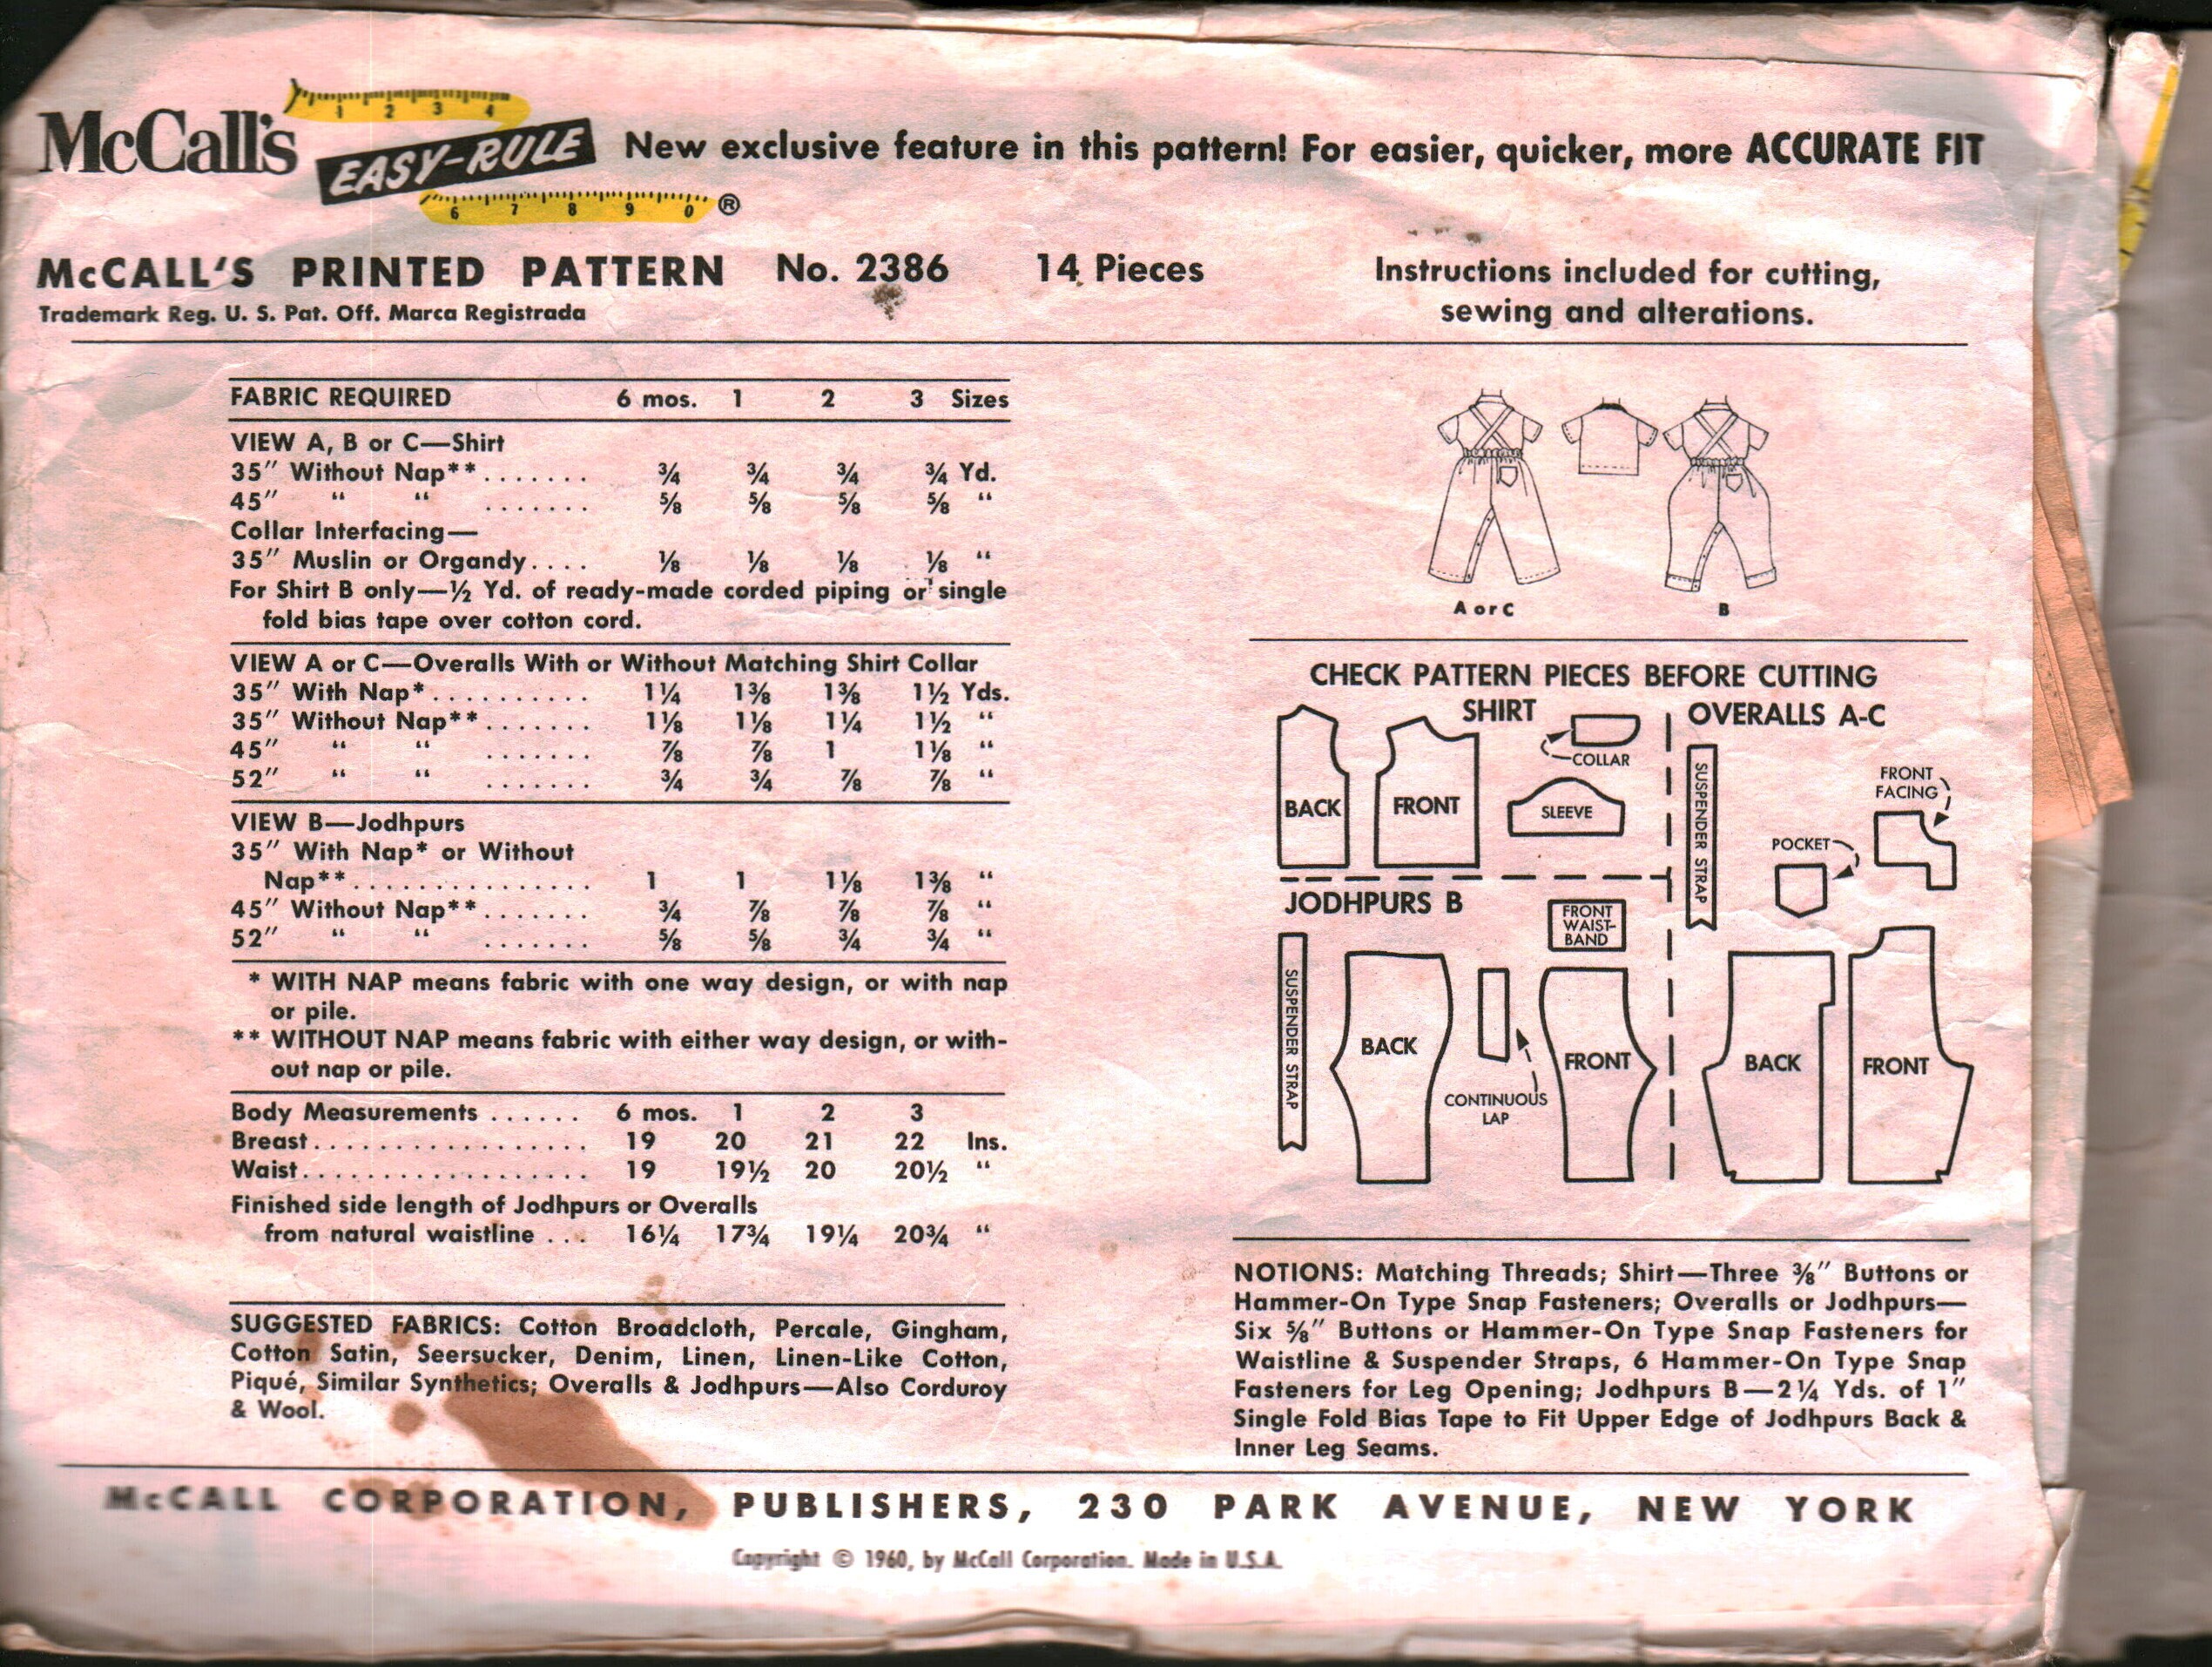 McCall's EASY-RULE ® New exclusive feature in this pattern! For easier, quicker, more ACCURATE FIT
1 2 3 4
6 7 8 9 0
McCALL'S PRINTED PATTERN No. 2386 14 Pieces
Trademark Reg. U. S. Pat. Off. Marca Registrada
Instructions included for cutting,
sewing and alterations.
FABRIC REQUIRED 6 mos. 1 2 3 Sizes
VIEW A, B or C—Shirt
35″ Without Nap**....... ¾ ¾ ¾ ¾ Yd.
45″ “ “ ....... ⅝ ⅝ ⅝ ⅝ “
Collar Interfacing—
35″ Muslin or Organdy.... ⅛ ⅛ ⅛ ⅛ “
For Shirt B only—½ Yd. of ready-made corded piping or single
fold bias tape over cotton cord.
VIEW A or C—Overalls With or Without Matching Shirt Collar
35″ With Nap*.......... 1¼ 1⅜ 1⅜ 1½ Yds.
35″ Without Nap**....... 1⅛ 1⅛ 1¼ 1½ “
45″ “ “ ....... ⅞ ⅞ 1 1⅛ “
52″ “ “ ....... ¾ ¾ ⅞ ⅞ “
VIEW B—Jodhpurs
35″ With Nap* or Without
Nap**............... 1 1 1⅛ 1⅜ “
45″ Without Nap**....... ¾ ⅞ ⅞ ⅞ “
52″ “ “ ....... ⅝ ⅝ ¾ ¾ “
* WITH NAP means fabric with one way design, or with nap
or pile.
** WITHOUT NAP means fabric with either way design, or with-
out nap or pile.
Body Measurements ...... 6 mos. 1 2 3
Breast.................. 19 20 21 22 Ins.
Waist................... 19 19½ 20 20½ “
Finished side length of Jodhpurs or Overalls
from natural waistline ... 16¼ 17¾ 19¼ 20¾ “
SUGGESTED FABRICS: Cotton Broadcloth, Percale, Gingham,
Cotton Satin, Seersucker, Denim, Linen, Linen-Like Cotton,
Piqué, Similar Synthetics; Overalls & Jodhpurs—Also Corduroy
& Wool.
A or C B
CHECK PATTERN PIECES BEFORE CUTTING
SHIRT
BACK
FRONT
COLLAR
SLEEVE
OVERALLS A-C
SUSPENDER STRAP
FRONT
FACING
POCKET
BACK
FRONT
JODHPURS B
FRONT
WAIST-
BAND
SUSPENDER STRAP
BACK
CONTINUOUS
LAP
FRONT
NOTIONS: Matching Threads; Shirt—Three ⅜″ Buttons or
Hammer-On Type Snap Fasteners; Overalls or Jodhpurs—
Six ⅝″ Buttons or Hammer-On Type Snap Fasteners for
Waistline & Suspender Straps, 6 Hammer-On Type Snap
Fasteners for Leg Opening; Jodhpurs B—2¼ Yds. of 1″
Single Fold Bias Tape to Fit Upper Edge of Jodhpurs Back &
Inner Leg Seams.
McCALL CORPORATION, PUBLISHERS, 230 PARK AVENUE, NEW YORK
Copyright © 1960, by McCall Corporation. Made in U.S.A.